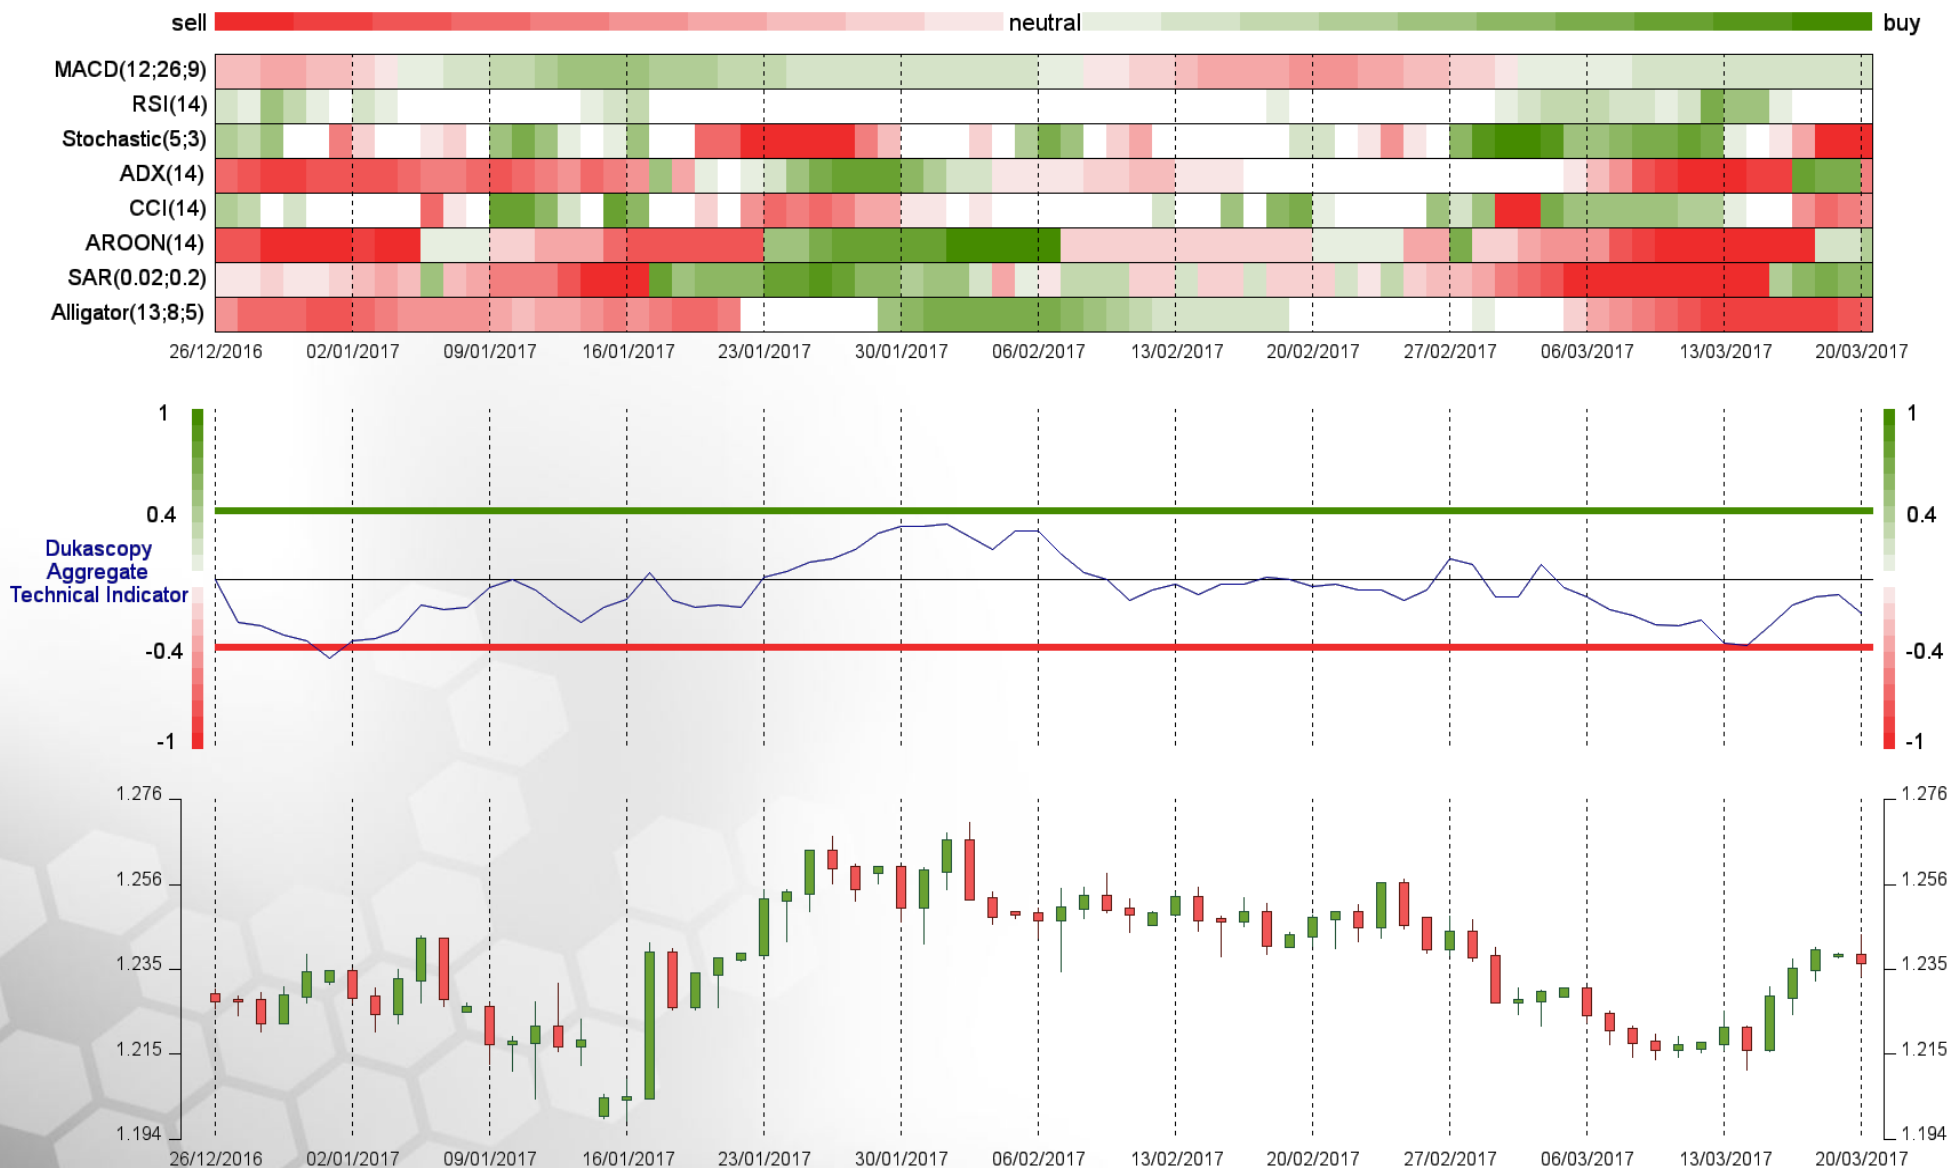 sell neutral buy
MACD(12;26;9)
RSI(14)
Stochastic(5;3)
ADX(14)
CCI(14)
AROON(14)
SAR(0.02;0.2)
Alligator(13;8;5)
26/12/2016 02/01/2017 09/01/2017 16/01/2017 23/01/2017 30/01/2017 06/02/2017 13/02/2017 20/02/2017 27/02/2017 06/03/2017 13/03/2017 20/03/2017
1 1
0.4 0.4
Dukascopy
Aggregate
Technical Indicator
-0.4 -0.4
-1 -1
1.276 1.276
1.256 1.256
1.235 1.235
1.215 1.215
1.194 1.194
26/12/2016 02/01/2017 09/01/2017 16/01/2017 23/01/2017 30/01/2017 06/02/2017 13/02/2017 20/02/2017 27/02/2017 06/03/2017 13/03/2017 20/03/2017